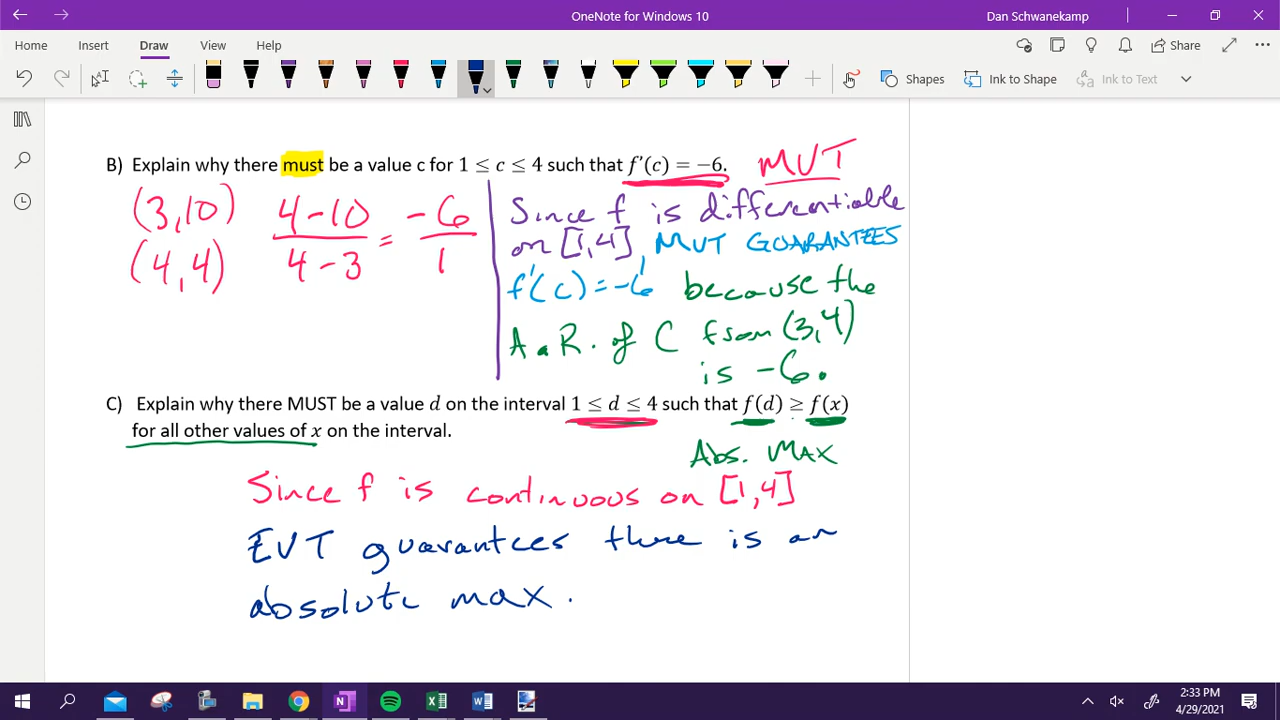 OneNote for Windows 10
Dan Schwanekamp
Home Insert Draw View Help
Share
Shapes
Ink to Shape
Ink to Text
B) Explain why there must be a value c for 1 ≤ c ≤ 4 such that f'(c) = −6.
MVT
(3,10)
(4,4)
4-10 / 4-3 = -6 / 1
Since f is differentiable
on [1,4], MVT GUARANTEES
f'(c) = -6 because the
A.R. of C from (3,4)
is -6.
C) Explain why there MUST be a value d on the interval 1 ≤ d ≤ 4 such that f(d) ≥ f(x)
for all other values of x on the interval.
Abs. MAX
Since f is continuous on [1,4]
EVT guarantees there is an
absolute max.
2:33 PM
4/29/2021